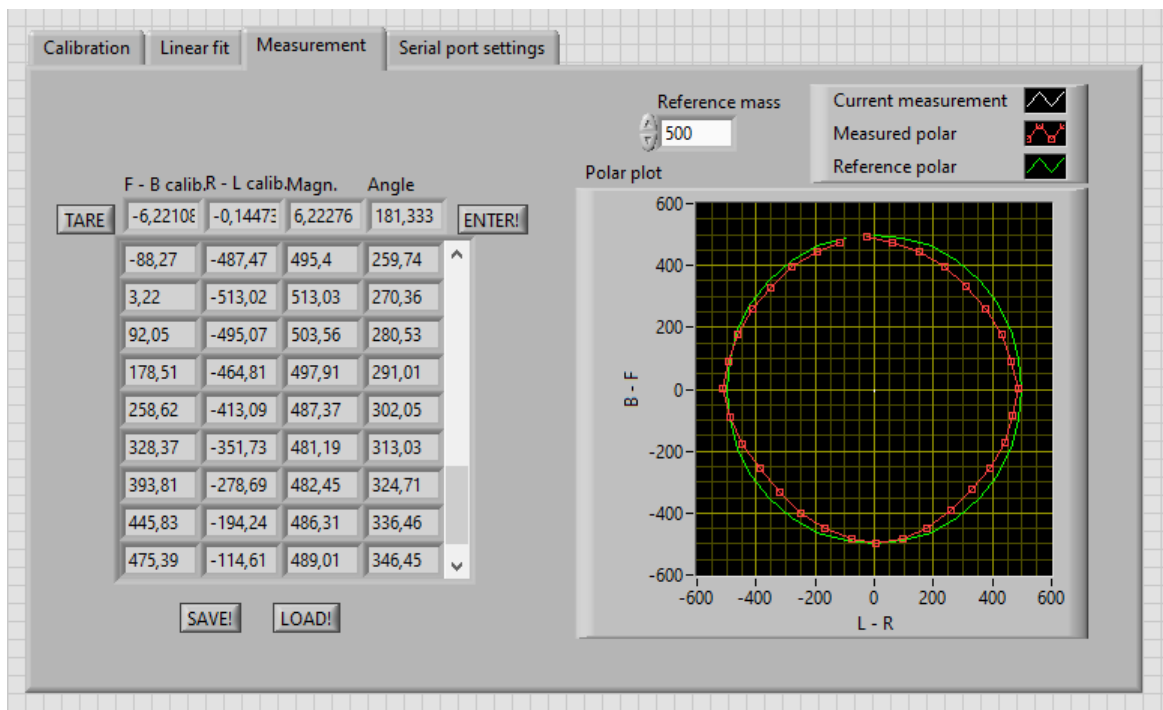 Calibration Linear fit Measurement Serial port settings
Reference mass
500
Current measurement
Measured polar
Reference polar
F - B calib. R - L calib. Magn. Angle
TARE -6,22108 -0,14473 6,22276 181,333 ENTER!
-88,27 -487,47 495,4 259,74
3,22 -513,02 513,03 270,36
92,05 -495,07 503,56 280,53
178,51 -464,81 497,91 291,01
258,62 -413,09 487,37 302,05
328,37 -351,73 481,19 313,03
393,81 -278,69 482,45 324,71
445,83 -194,24 486,31 336,46
475,39 -114,61 489,01 346,45
SAVE! LOAD!
Polar plot
600
400
200
0
-200
-400
-600
B - F
-600 -400 -200 0 200 400 600
L - R